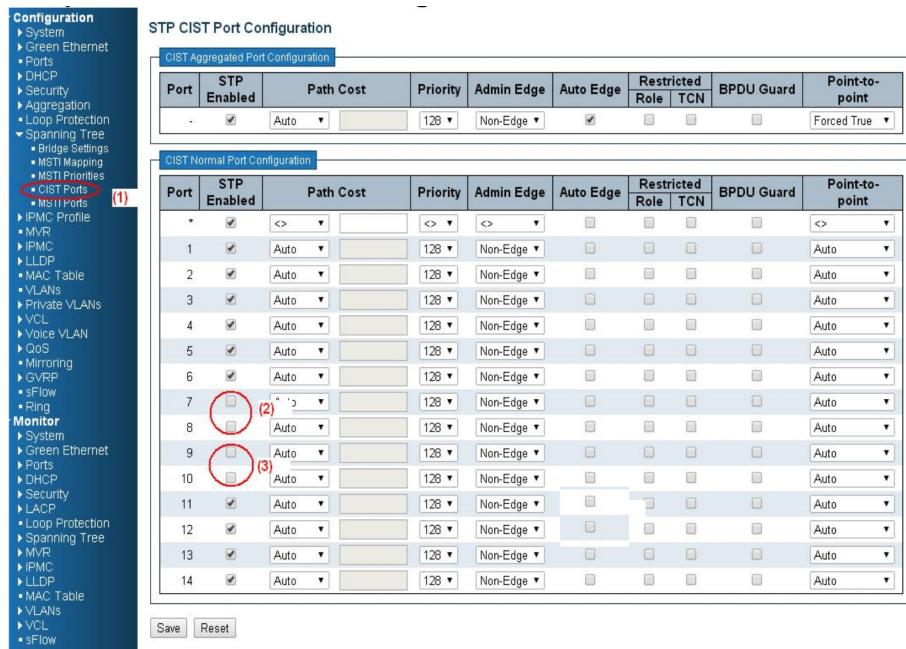 Configuration
System
Green Ethernet
Ports
DHCP
Security
Aggregation
Loop Protection
Spanning Tree
Bridge Settings
MSTI Mapping
MSTI Priorities
CIST Ports (1)
MSTI Ports
IPMC Profile
MVR
IPMC
LLDP
MAC Table
VLANs
Private VLANs
VCL
Voice VLAN
QoS
Mirroring
GVRP
sFlow
Ring
Monitor
System
Green Ethernet
Ports
DHCP
Security
LACP
Loop Protection
Spanning Tree
MVR
IPMC
LLDP
MAC Table
VLANs
VCL
sFlow
STP CIST Port Configuration
CIST Aggregated Port Configuration
Port STP Enabled Path Cost Priority Admin Edge Auto Edge Restricted Role TCN BPDU Guard Point-to-point
- Auto 128 Non-Edge Forced True
CIST Normal Port Configuration
Port STP Enabled Path Cost Priority Admin Edge Auto Edge Restricted Role TCN BPDU Guard Point-to-point
* <> <> <> <>
1 Auto 128 Non-Edge Auto
2 Auto 128 Non-Edge Auto
3 Auto 128 Non-Edge Auto
4 Auto 128 Non-Edge Auto
5 Auto 128 Non-Edge Auto
6 Auto 128 Non-Edge Auto
7 (2) 128 Non-Edge Auto
8 Auto 128 Non-Edge Auto
9 Auto 128 Non-Edge Auto
(3)
10 Auto 128 Non-Edge Auto
11 Auto 128 Non-Edge Auto
12 Auto 128 Non-Edge Auto
13 Auto 128 Non-Edge Auto
14 Auto 128 Non-Edge Auto
Save Reset